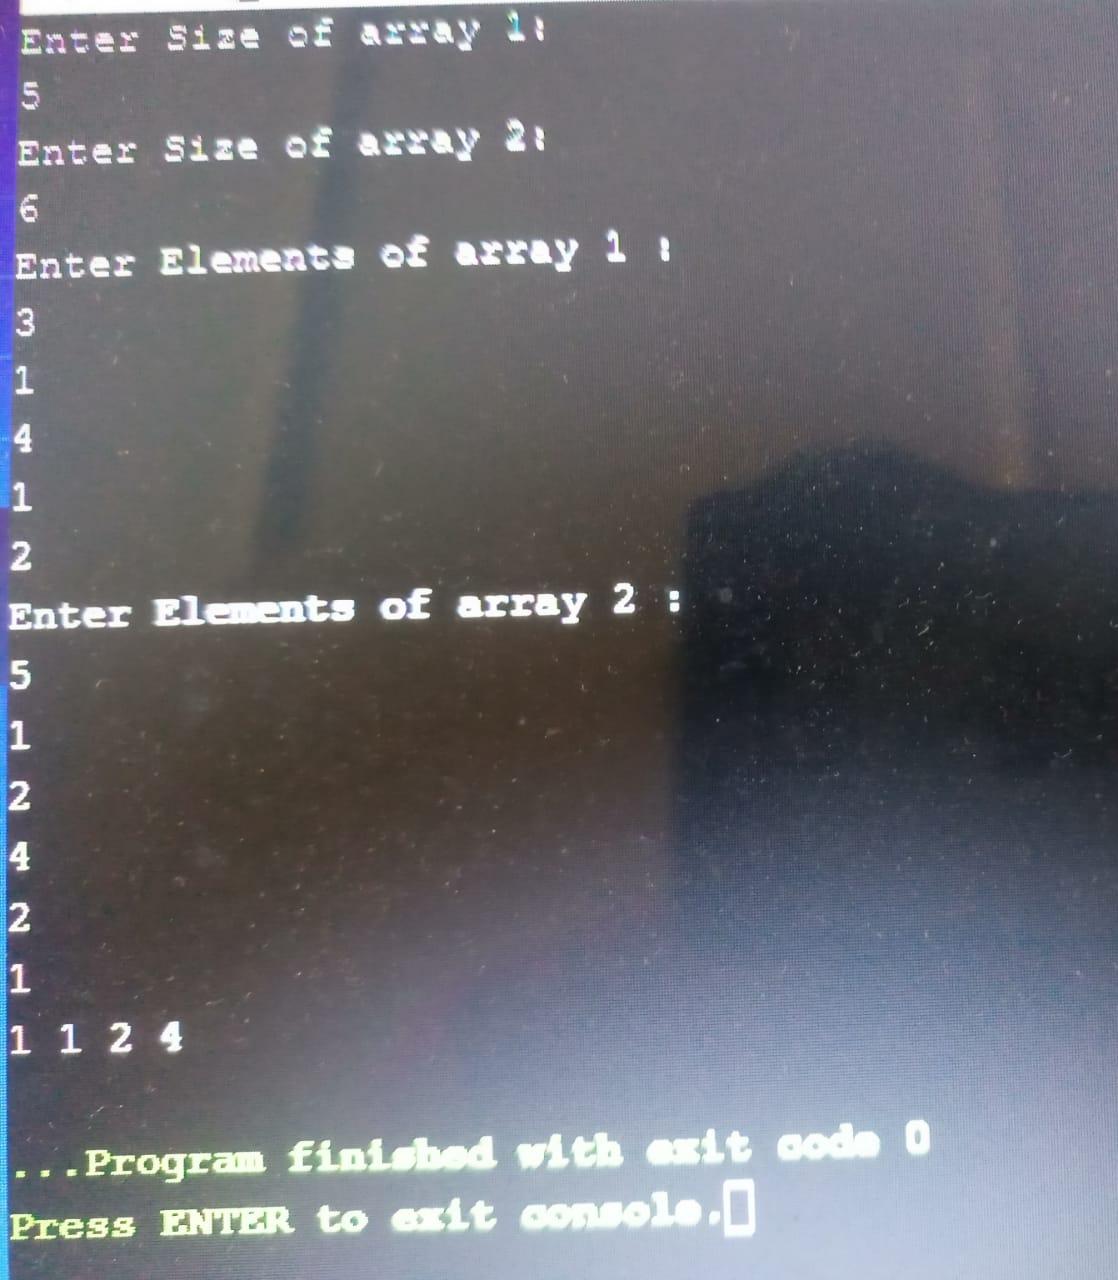 Enter Size of array 1:
5
Enter Size of array 2:
6
Enter Elements of array 1 :
3
1
4
1
2
Enter Elements of array 2 :
5
1
2
4
2
1
1 1 2 4
...Program finished with exit code 0
Press ENTER to exit console.